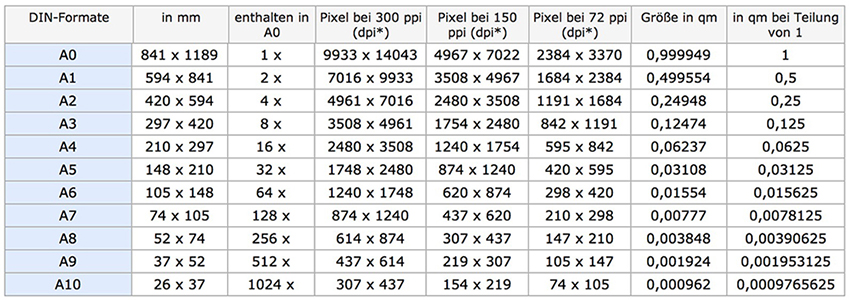 DIN-Formate in mm enthalten in A0 Pixel bei 300 ppi (dpi*) Pixel bei 150 ppi (dpi*) Pixel bei 72 ppi (dpi*) Größe in qm in qm bei Teilung von 1
A0 841 x 1189 1 x 9933 x 14043 4967 x 7022 2384 x 3370 0,999949 1
A1 594 x 841 2 x 7016 x 9933 3508 x 4967 1684 x 2384 0,499554 0,5
A2 420 x 594 4 x 4961 x 7016 2480 x 3508 1191 x 1684 0,24948 0,25
A3 297 x 420 8 x 3508 x 4961 1754 x 2480 842 x 1191 0,12474 0,125
A4 210 x 297 16 x 2480 x 3508 1240 x 1754 595 x 842 0,06237 0,0625
A5 148 x 210 32 x 1748 x 2480 874 x 1240 420 x 595 0,03108 0,03125
A6 105 x 148 64 x 1240 x 1748 620 x 874 298 x 420 0,01554 0,015625
A7 74 x 105 128 x 874 x 1240 437 x 620 210 x 298 0,00777 0,0078125
A8 52 x 74 256 x 614 x 874 307 x 437 147 x 210 0,003848 0,00390625
A9 37 x 52 512 x 437 x 614 219 x 307 105 x 147 0,001924 0,001953125
A10 26 x 37 1024 x 307 x 437 154 x 219 74 x 105 0,000962 0,0009765625